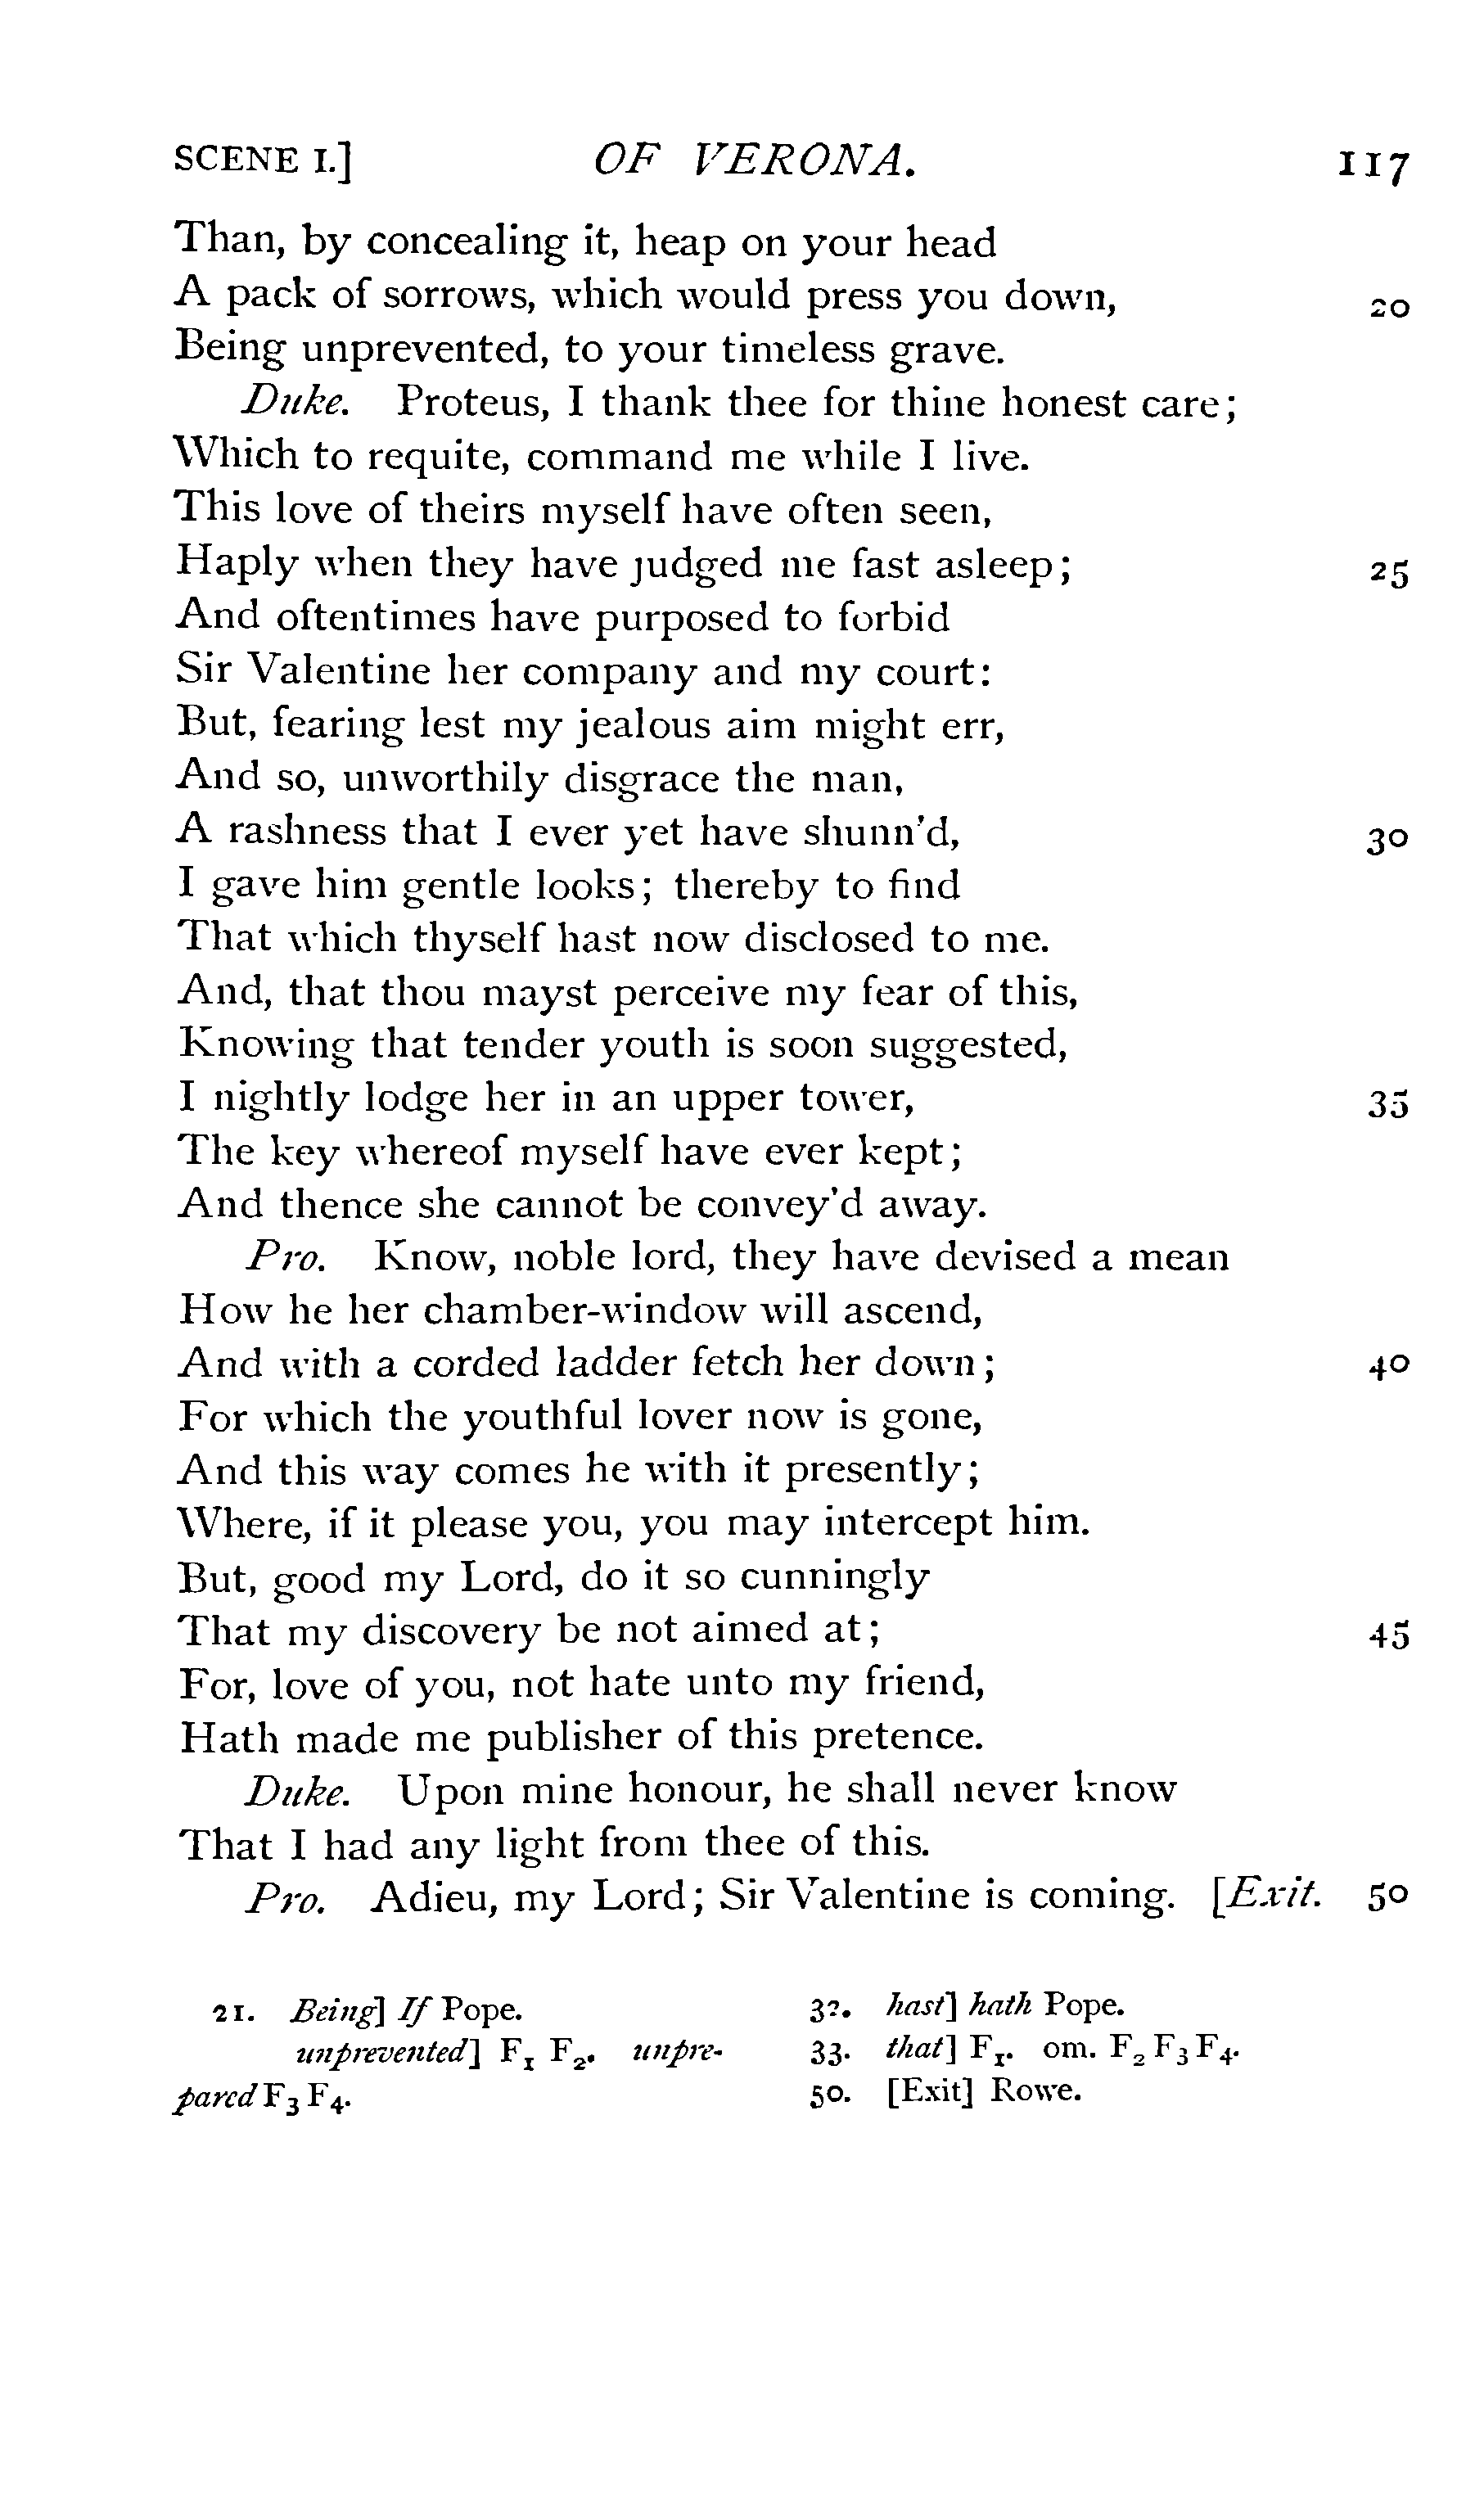 SCENE I.] OF VERONA. 117
Than, by concealing it, heap on your head
A pack of sorrows, which would press you down, 20
Being unprevented, to your timeless grave.
Duke. Proteus, I thank thee for thine honest care;
Which to requite, command me while I live.
This love of theirs myself have often seen,
Haply when they have judged me fast asleep; 25
And oftentimes have purposed to forbid
Sir Valentine her company and my court:
But, fearing lest my jealous aim might err,
And so, unworthily disgrace the man,
A rashness that I ever yet have shunn'd, 30
I gave him gentle looks; thereby to find
That which thyself hast now disclosed to me.
And, that thou mayst perceive my fear of this,
Knowing that tender youth is soon suggested,
I nightly lodge her in an upper tower, 35
The key whereof myself have ever kept;
And thence she cannot be convey'd away.
Pro. Know, noble lord, they have devised a mean
How he her chamber-window will ascend,
And with a corded ladder fetch her down; 40
For which the youthful lover now is gone,
And this way comes he with it presently;
Where, if it please you, you may intercept him.
But, good my Lord, do it so cunningly
That my discovery be not aimed at; 45
For, love of you, not hate unto my friend,
Hath made me publisher of this pretence.
Duke. Upon mine honour, he shall never know
That I had any light from thee of this.
Pro. Adieu, my Lord; Sir Valentine is coming. [Exit. 50
21. Being] If Pope.
unprevented] F1 F2. unpre-
pared F3 F4.
32. hast] hath Pope.
33. that] F1. om. F2 F3 F4.
50. [Exit] Rowe.